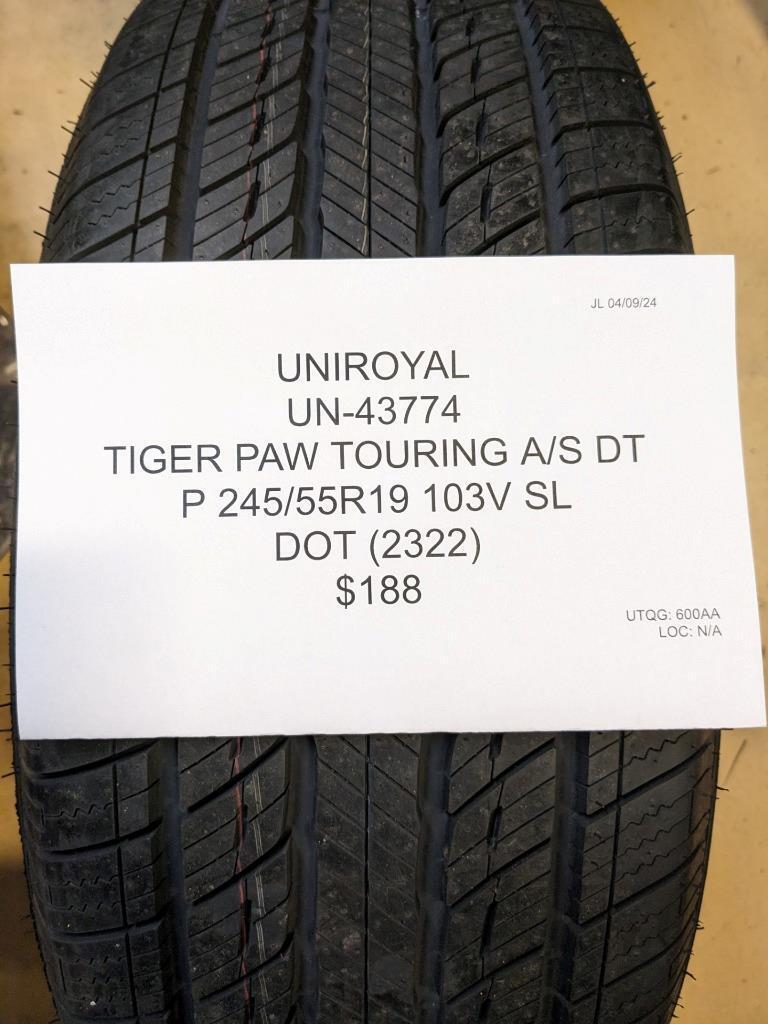 JL 04/09/24
UNIROYAL
UN-43774
TIGER PAW TOURING A/S DT
P 245/55R19 103V SL
DOT (2322)
$188
UTQG: 600AA
LOC: N/A